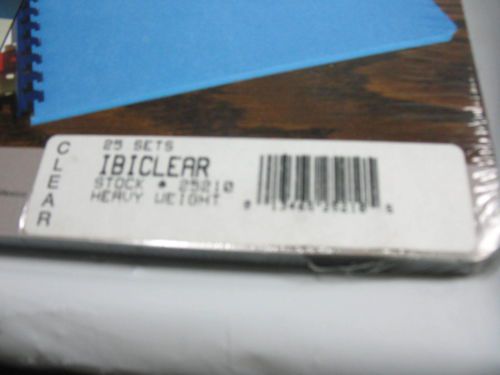 CLEAR
25 SETS
IBICLEAR
STOCK # 25210
HEAVY WEIGHT